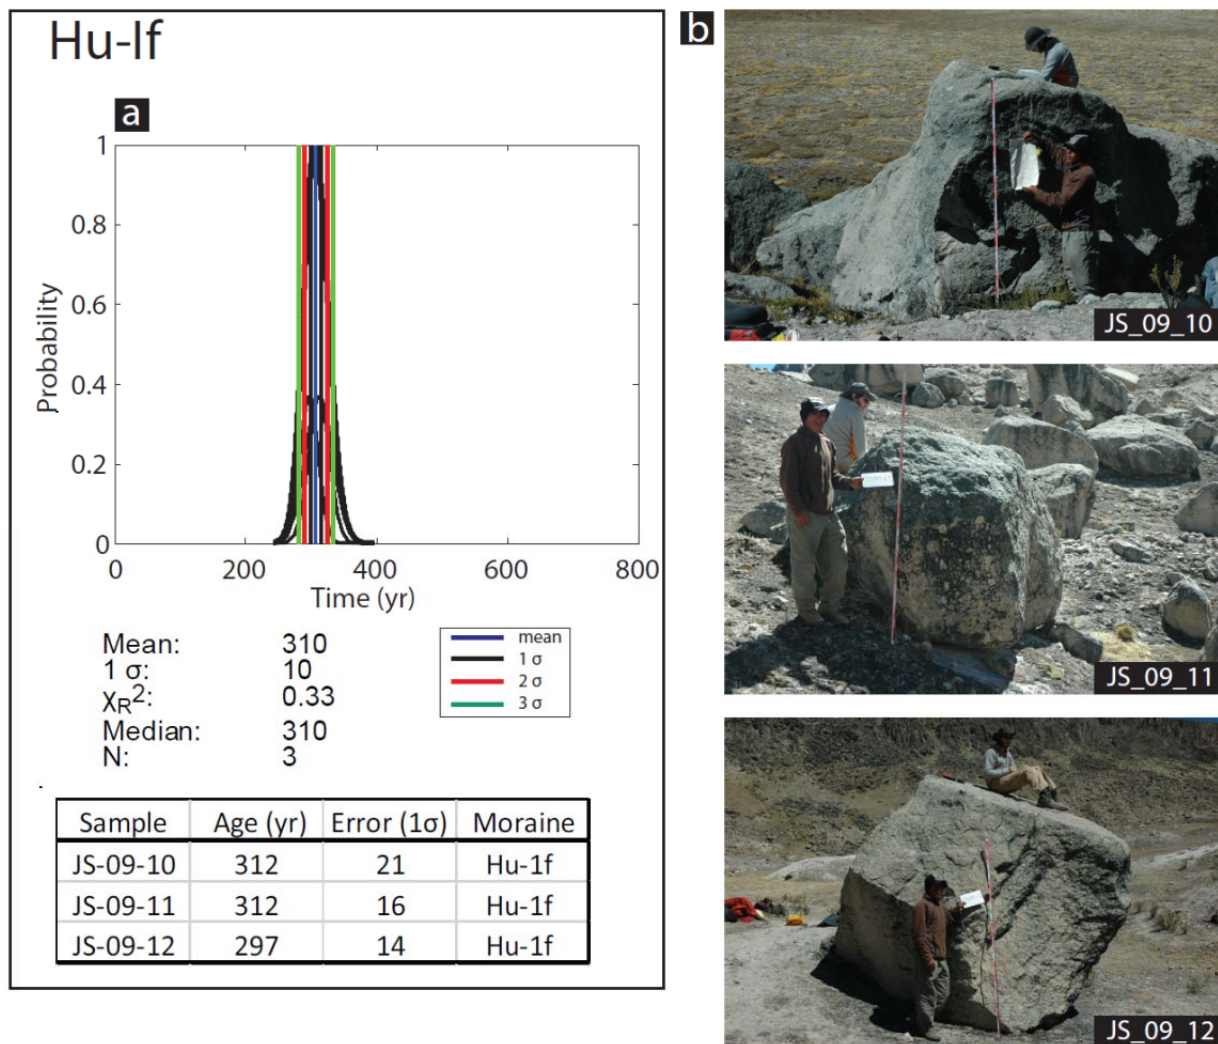 Hu-If
a
1
0.8
0.6
0.4
0.2
0
Probability
0 200 400 600 800
Time (yr)
Mean: 310
1 σ: 10
χR²: 0.33
Median: 310
N: 3
mean
1 σ
2 σ
3 σ
Sample Age (yr) Error (1σ) Moraine
JS-09-10 312 21 Hu-1f
JS-09-11 312 16 Hu-1f
JS-09-12 297 14 Hu-1f
b
JS_09_10
JS_09_11
JS_09_12